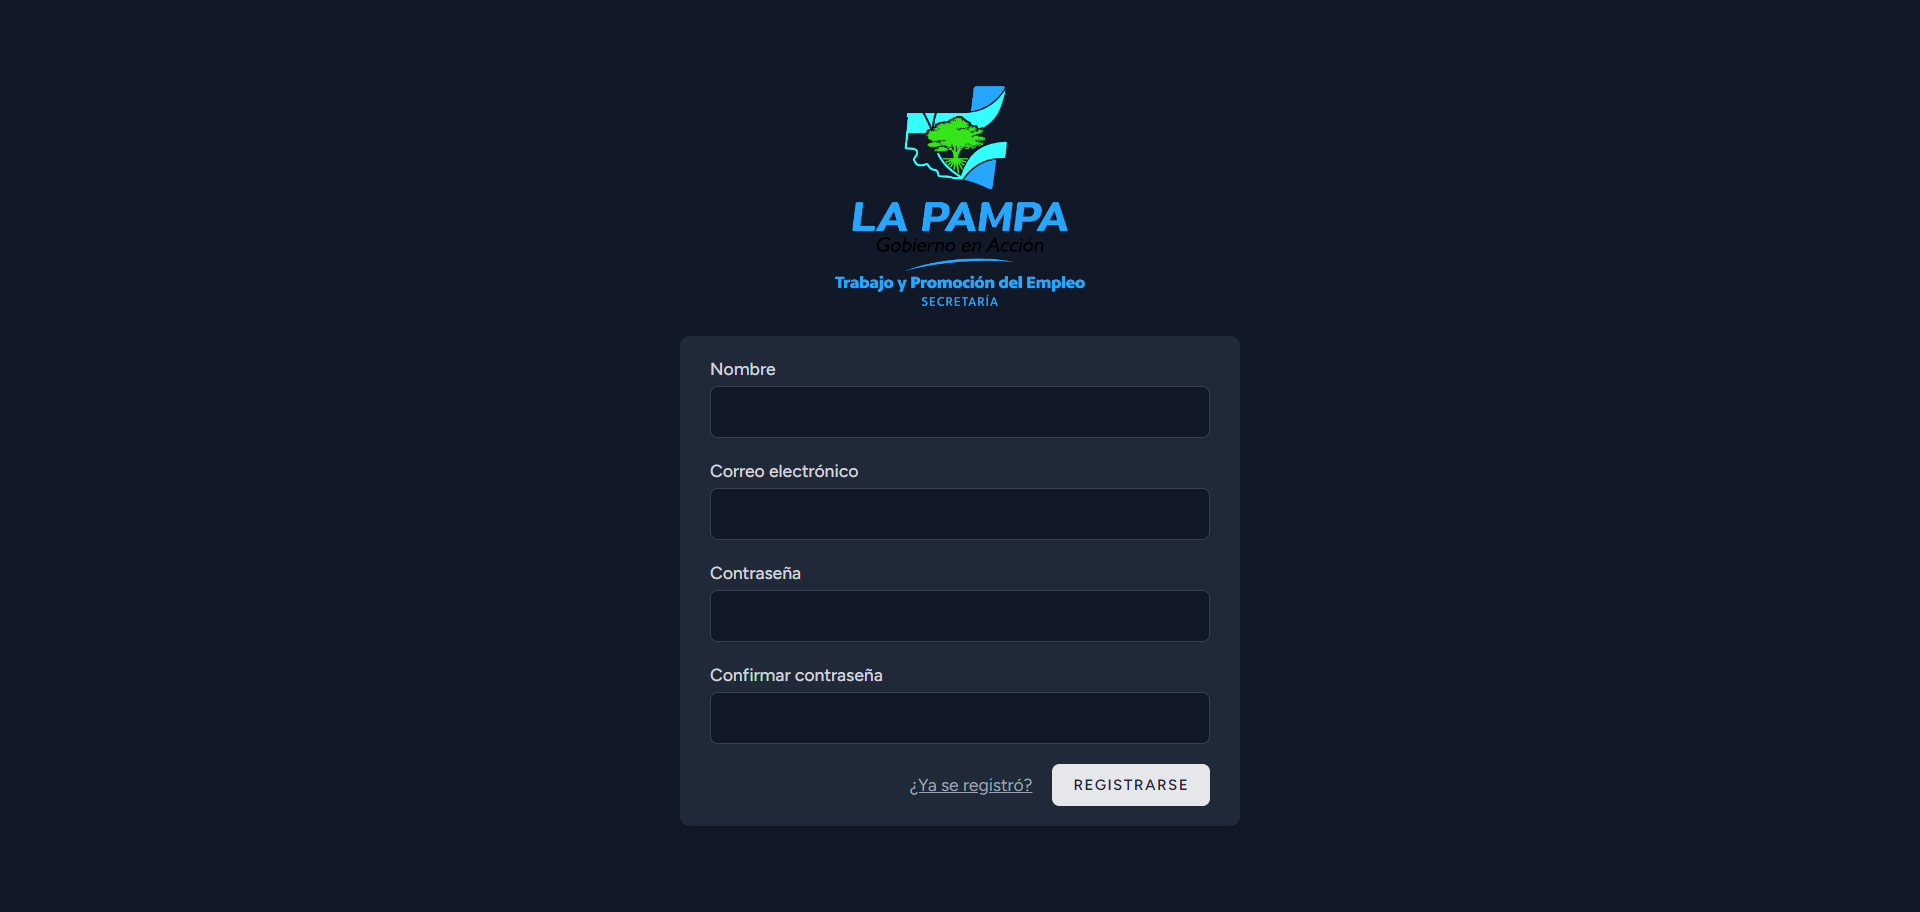 LA PAMPA
Gobierno en Acción
Trabajo y Promoción del Empleo
SECRETARÍA
Nombre
Correo electrónico
Contraseña
Confirmar contraseña
¿Ya se registró?
REGISTRARSE